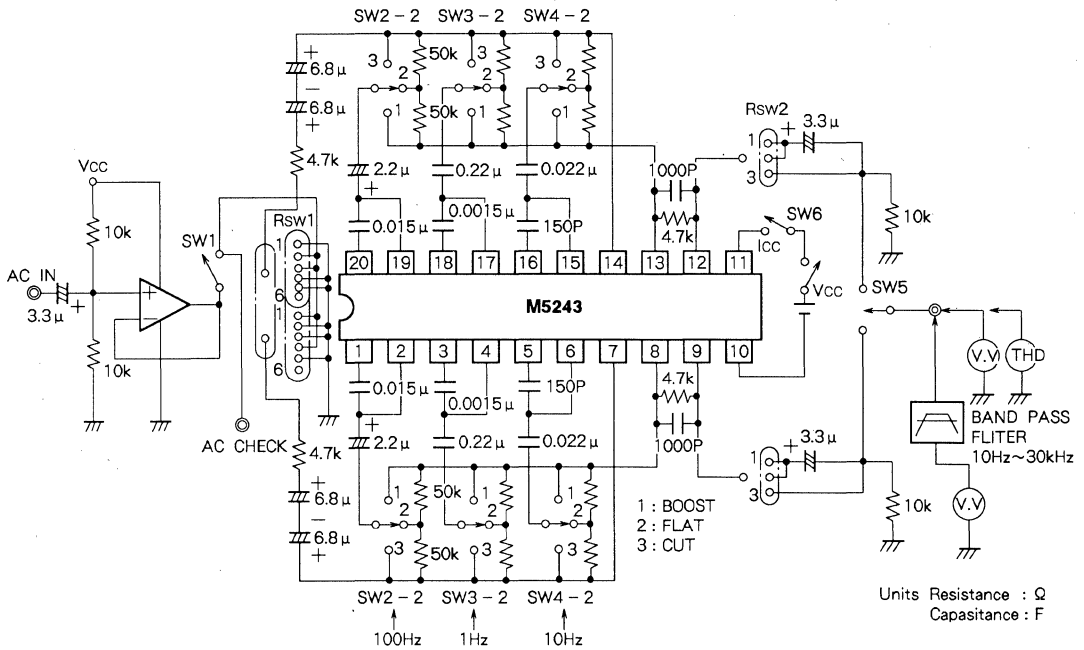 SW2-2 SW3-2 SW4-2
3 50k 3 3
+ 6.8μ
2 2 2
− 6.8μ
+ 1 50k 1 1
Rsw2 3.3μ
1 +
3
4.7k
2.2μ 0.22μ 0.022μ 1000P
+
VCC
0.015μ 0.0015μ 150P 4.7k
SW6
ICC
10k
10k
SW1 Rsw1
1
20 19 18 17 16 15 14 13 12 11
AC IN
+
3.3μ
+
−
6
1
6
M5243
VCC
SW5
10k
1 2 3 4 5 6 7 8 9 10
V.V THD
0.015μ 0.0015μ 150P 4.7k
+
2.2μ 0.22μ 0.022μ 1000P
AC CHECK
4.7k
BAND PASS
FLITER
10Hz~30kHz
1 + 3.3μ
3
+ 6.8μ
1 50k 1 1
2 2 2
− 6.8μ
+
3 50k 3 3
1 : BOOST
2 : FLAT
3 : CUT
10k
V.V
SW2-2 SW3-2 SW4-2
100Hz 1Hz 10Hz
Units Resistance : Ω
Capasitance : F